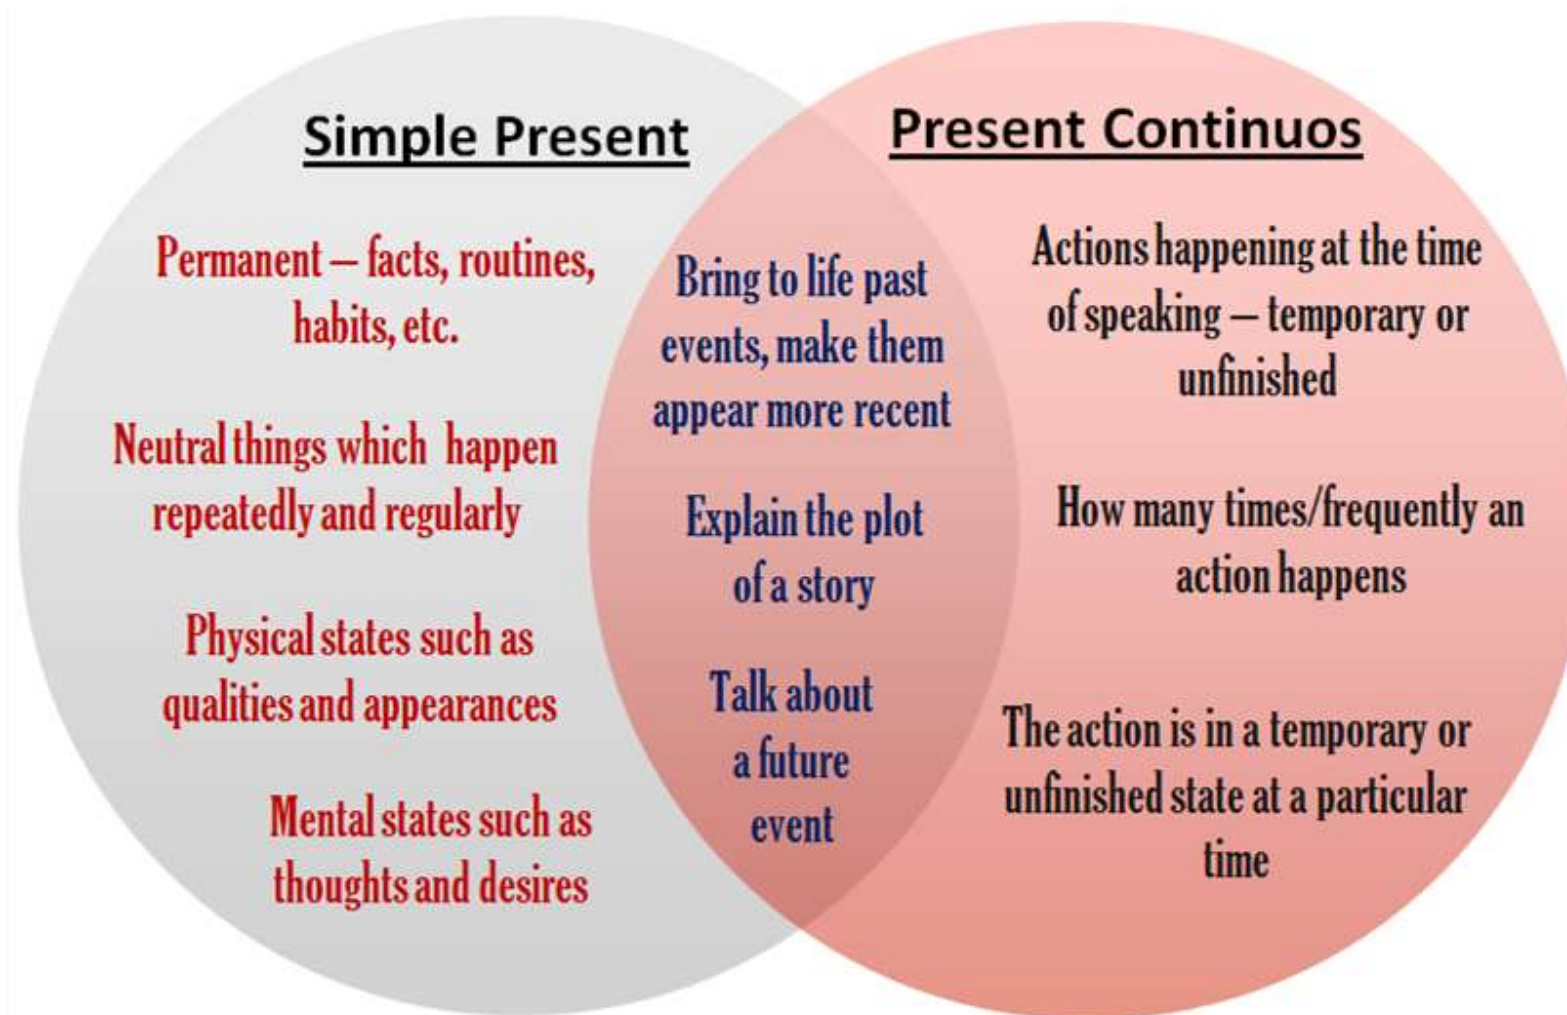 Simple Present
Permanent – facts, routines,
habits, etc.
Neutral things which happen
repeatedly and regularly
Physical states such as
qualities and appearances
Mental states such as
thoughts and desires
Bring to life past
events, make them
appear more recent
Explain the plot
of a story
Talk about
a future
event
Present Continuos
Actions happening at the time
of speaking – temporary or
unfinished
How many times/frequently an
action happens
The action is in a temporary or
unfinished state at a particular
time